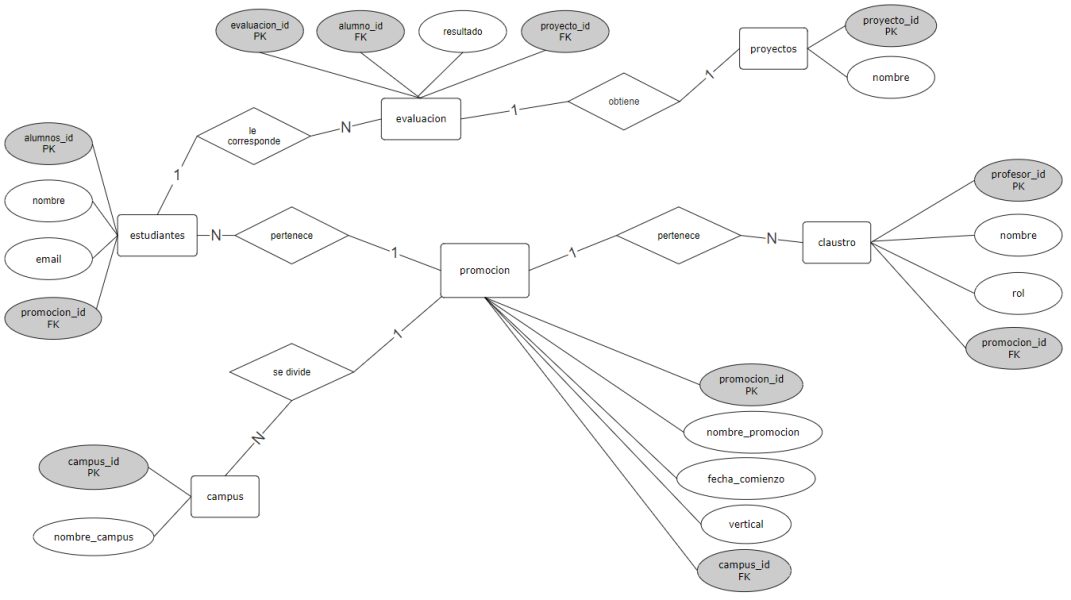 evaluacion_id
PK
alumno_id
FK
resultado
proyecto_id
FK
proyecto_id
PK
proyectos
nombre
obtiene
1
1
evaluacion
le
corresponde
N
1
alumnos_id
PK
nombre
email
promocion_id
FK
estudiantes
N
pertenece
1
promocion
1
pertenece
N
claustro
profesor_id
PK
nombre
rol
promocion_id
FK
1
se divide
N
campus_id
PK
campus
nombre_campus
promocion_id
PK
nombre_promocion
fecha_comienzo
vertical
campus_id
FK